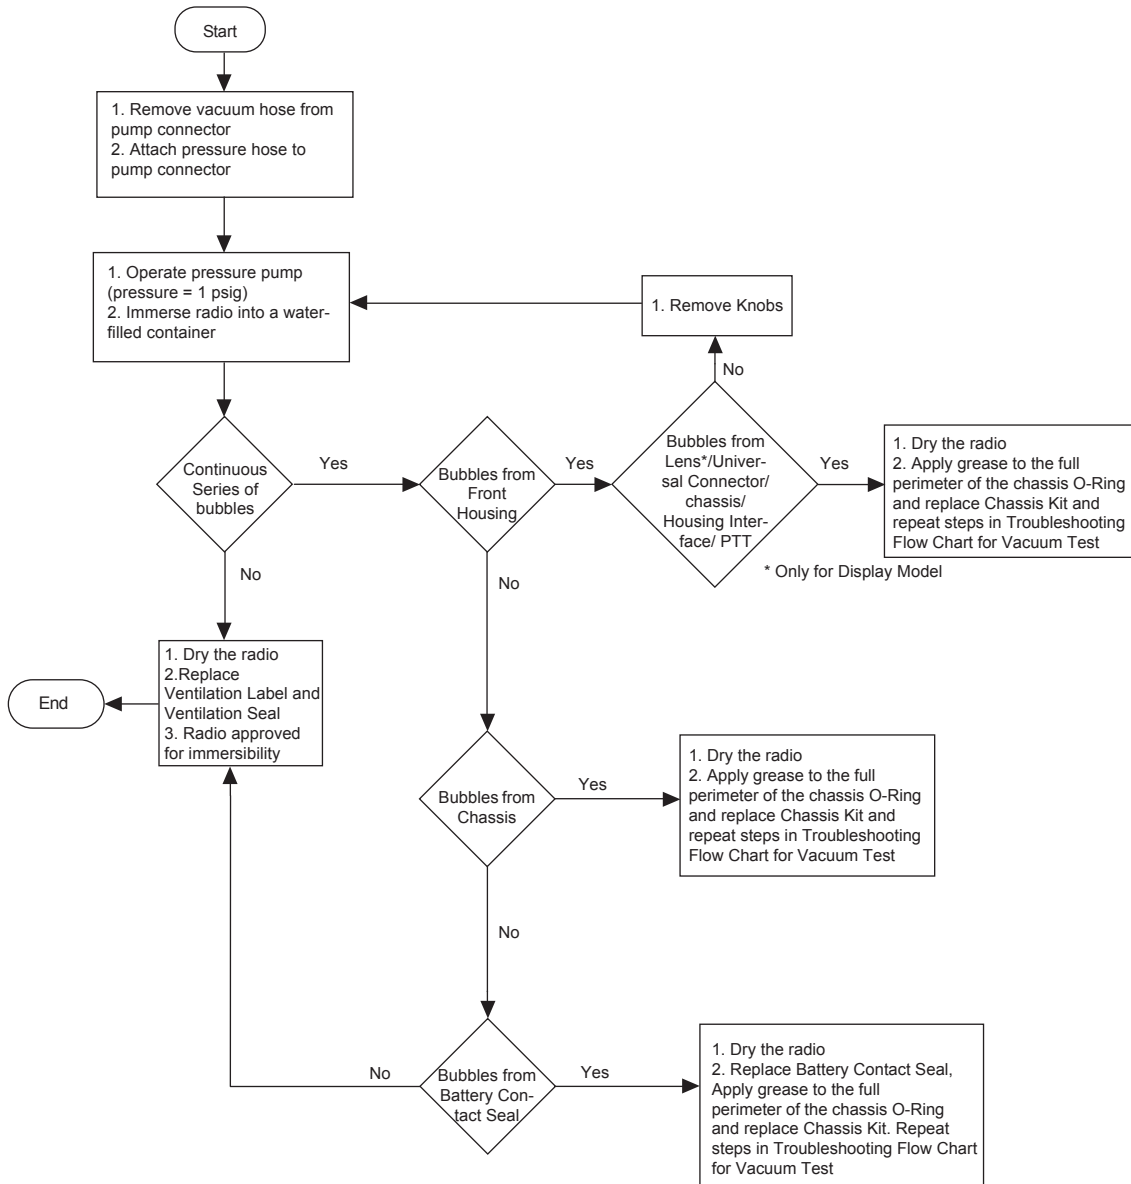 Start
1. Remove vacuum hose from
pump connector
2. Attach pressure hose to
pump connector
1. Operate pressure pump
(pressure = 1 psig)
2. Immerse radio into a water-
filled container
1. Remove Knobs
No
Continuous
Series of
bubbles
Yes
Bubbles from
Front
Housing
Yes
Bubbles from
Lens*/Univer-
sal Connector/
chassis/
Housing Inter-
face/ PTT
Yes
1. Dry the radio
2. Apply grease to the full
perimeter of the chassis O-Ring
and replace Chassis Kit and
repeat steps in Troubleshooting
Flow Chart for Vacuum Test
* Only for Display Model
No
No
1. Dry the radio
2.Replace
Ventilation Label and
Ventilation Seal
3. Radio approved
for immersibility
End
Bubbles from
Chassis
Yes
1. Dry the radio
2. Apply grease to the full
perimeter of the chassis O-Ring
and replace Chassis Kit and
repeat steps in Troubleshooting
Flow Chart for Vacuum Test
No
No
Bubbles from
Battery Con-
tact Seal
Yes
1. Dry the radio
2. Replace Battery Contact Seal,
Apply grease to the full
perimeter of the chassis O-Ring
and replace Chassis Kit. Repeat
steps in Troubleshooting Flow Chart
for Vacuum Test